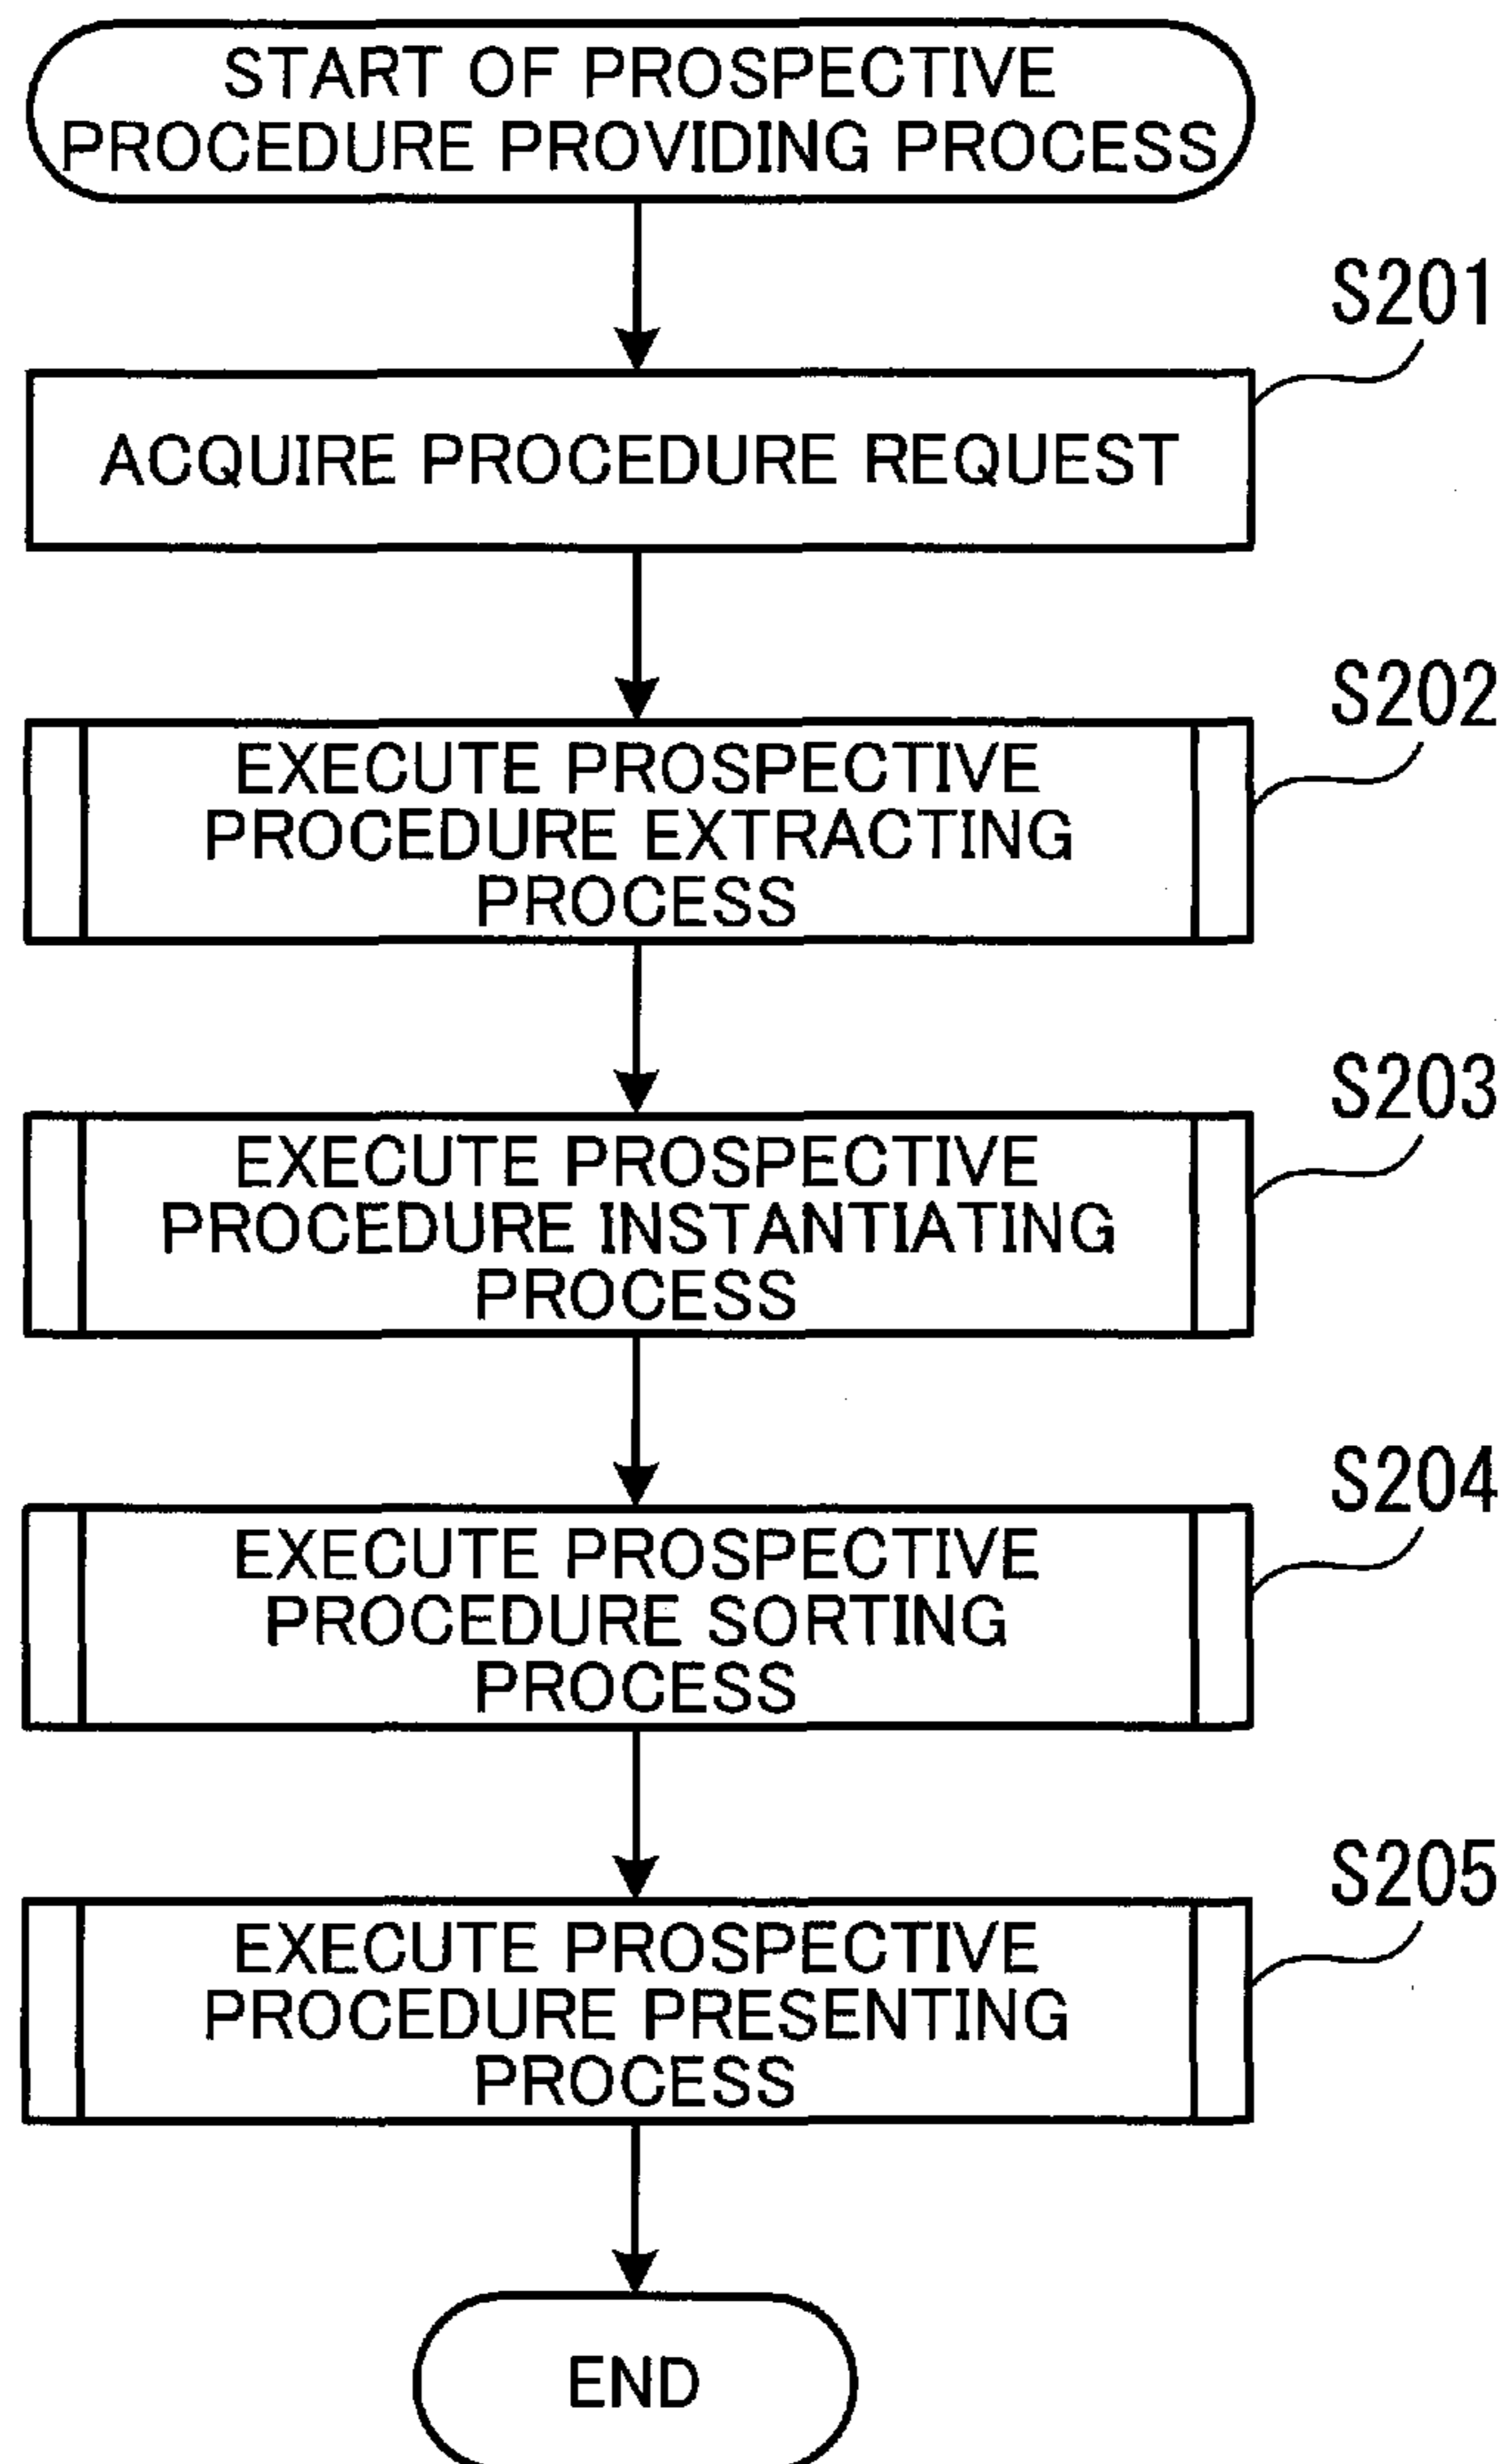 START OF PROSPECTIVE
PROCEDURE PROVIDING PROCESS
S201
ACQUIRE PROCEDURE REQUEST
S202
EXECUTE PROSPECTIVE
PROCEDURE EXTRACTING
PROCESS
S203
EXECUTE PROSPECTIVE
PROCEDURE INSTANTIATING
PROCESS
S204
EXECUTE PROSPECTIVE
PROCEDURE SORTING
PROCESS
S205
EXECUTE PROSPECTIVE
PROCEDURE PRESENTING
PROCESS
END